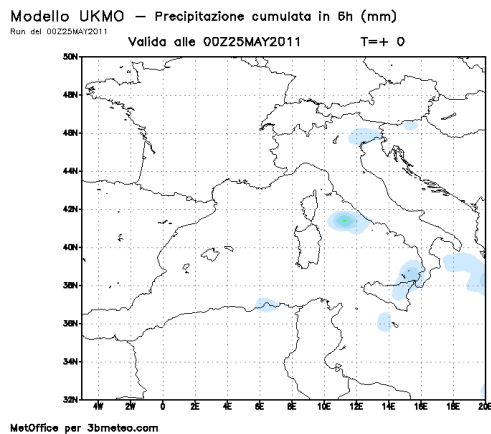 Modello UKMO — Precipitazione cumulata in 6h (mm)
Run del 00Z25MAY2011
Valida alle 00Z25MAY2011 T=+ 0
50N
48N
46N
44N
42N
40N
38N
36N
34N
32N
4W 2W 0 2E 4E 6E 8E 10E 12E 14E 16E 18E 20E
MetOffice per 3bmeteo.com